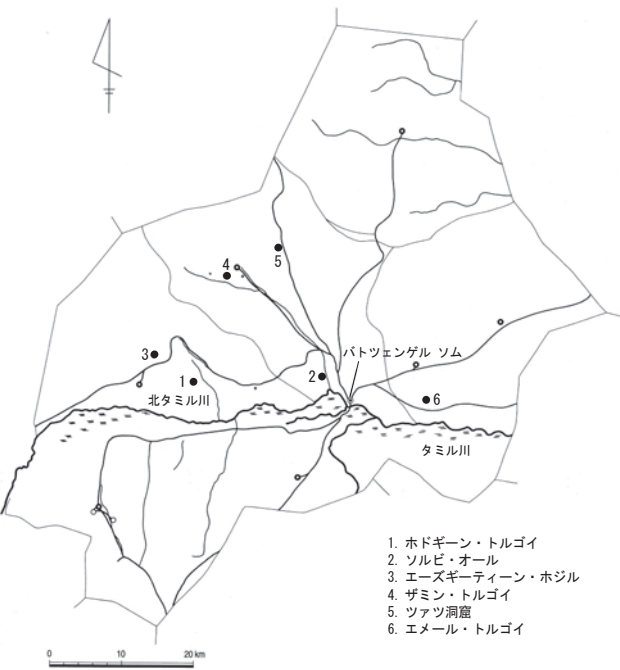 5
4
バトツェンゲル ソム
3
2
1
北タミル川
6
タミル川
1. ホドギーン・トルゴイ
2. ソルビ・オール
3. エーズギーティーン・ホジル
4. ザミン・トルゴイ
5. ツァツ洞窟
6. エメール・トルゴイ
0 10 20 km